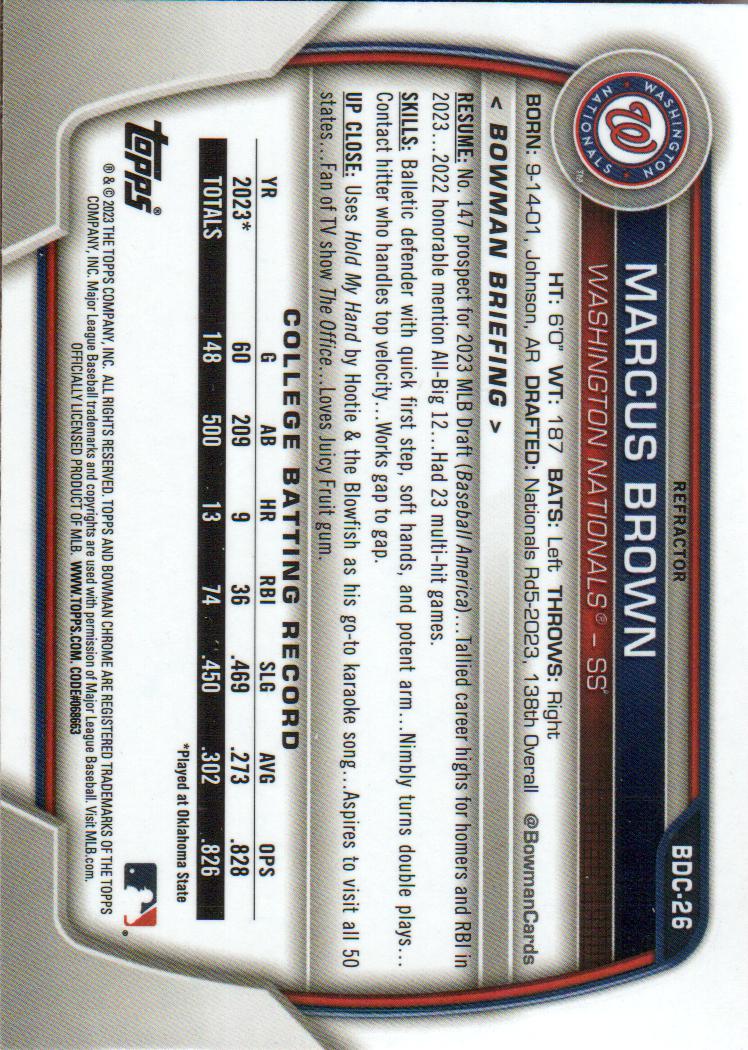 REFRACTOR
BDC-26
MARCUS BROWN
WASHINGTON NATIONALS® – SS
WASHINGTON NATIONALS
W
TM
HT: 6'0" WT: 187 BATS: Left THROWS: Right
BORN: 9-14-01, Johnson, AR DRAFTED: Nationals Rd5-2023, 138th Overall @BowmanCards
< BOWMAN BRIEFING >
RESUME: No. 147 prospect for 2023 MLB Draft (Baseball America)...Tallied career highs for homers and RBI in
2023...2022 honorable mention All-Big 12...Had 23 multi-hit games.
SKILLS: Balletic defender with quick first step, soft hands, and potent arm...Nimbly turns double plays...
Contact hitter who handles top velocity...Works gap to gap.
UP CLOSE: Uses Hold My Hand by Hootie & the Blowfish as his go-to karaoke song...Aspires to visit all 50
states...Fan of TV show The Office...Loves Juicy Fruit gum.
COLLEGE BATTING RECORD
YR G AB HR RBI SLG AVG OPS
2023* 60 209 9 36 .469 .273 .828
TOTALS 148 500 13 74 .450 .302 .826
*Played at Oklahoma State
topps®
® & © 2023 THE TOPPS COMPANY, INC. ALL RIGHTS RESERVED. TOPPS AND BOWMAN CHROME ARE REGISTERED TRADEMARKS OF THE TOPPS
COMPANY, INC. Major League Baseball trademarks and copyrights are used with permission of Major League Baseball. Visit MLB.com.
OFFICIALLY LICENSED PRODUCT OF MLB. WWW.TOPPS.COM. CODE#068663